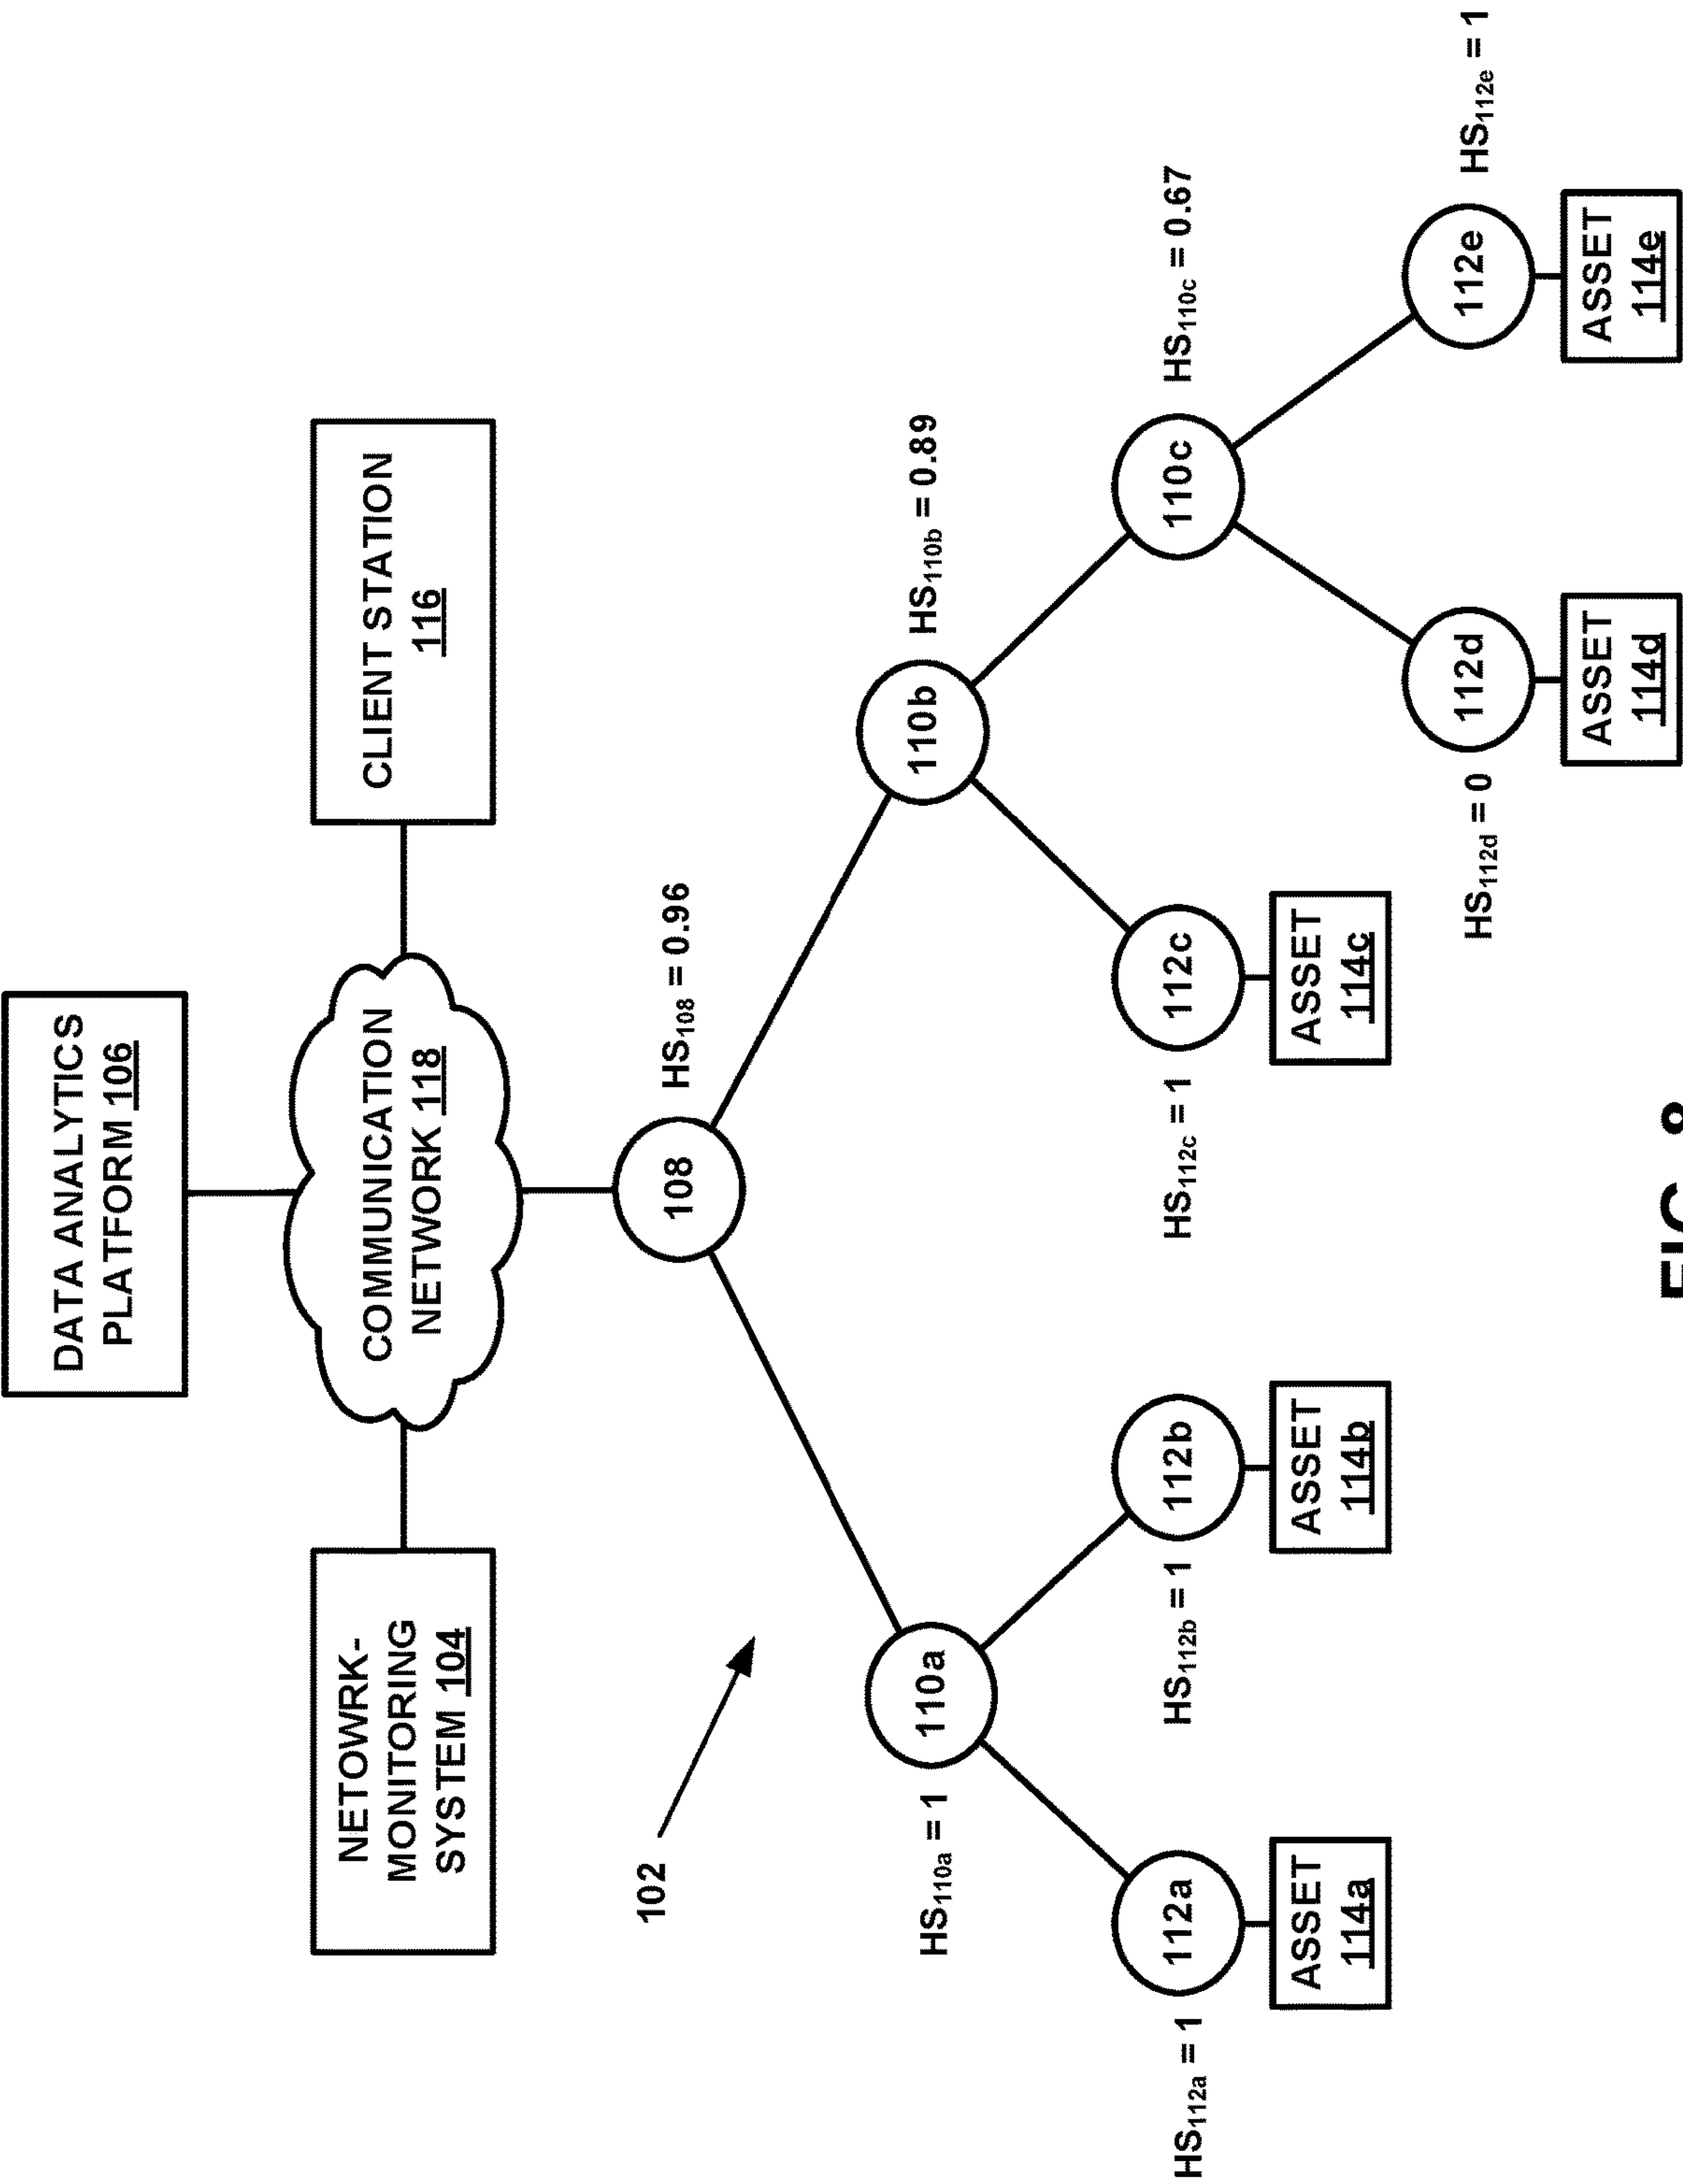 DATA ANALYTICS
PLATFORM 106
NETOWRK-
MONITORING
SYSTEM 104
COMMUNICATION
NETWORK 118
CLIENT STATION
116
102
108
HS108 = 0.96
HS110a = 1
110a
110b
HS110b = 0.89
HS112a = 1
112a
ASSET
114a
HS112b = 1
112b
ASSET
114b
HS112c = 1
112c
ASSET
114c
110c
HS110c = 0.67
HS112d = 0
112d
ASSET
114d
112e
HS112e = 1
ASSET
114e
FIG. 8